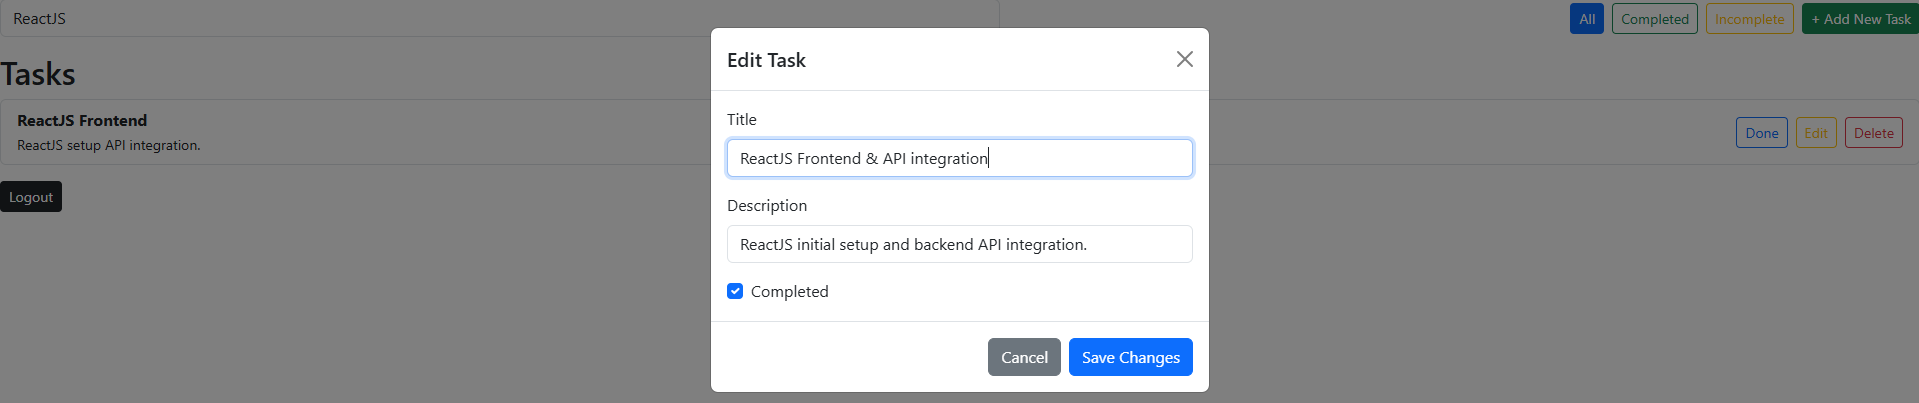 ReactJS
All
Completed
Incomplete
+ Add New Task
Tasks
ReactJS Frontend
ReactJS setup API integration.
Done
Edit
Delete
Logout
Edit Task
Title
ReactJS Frontend & API integration
Description
ReactJS initial setup and backend API integration.
Completed
Cancel
Save Changes